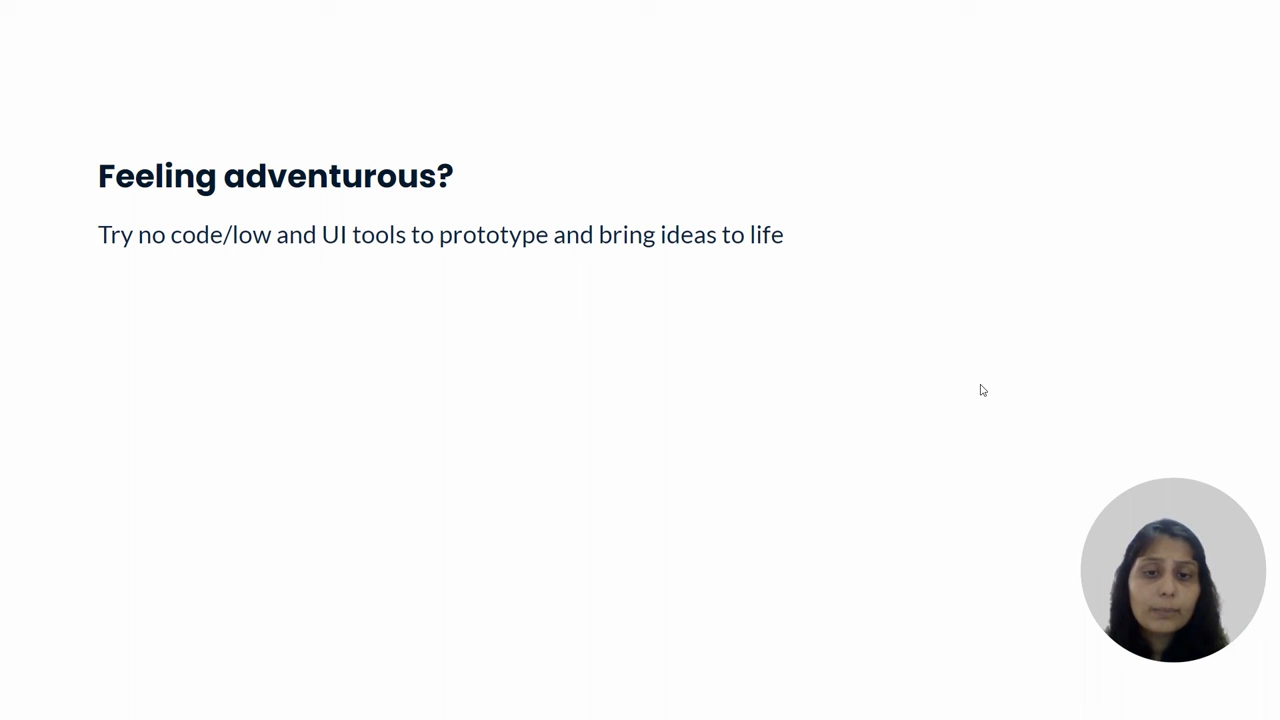 Feeling adventurous?
Try no code/low and UI tools to prototype and bring ideas to life